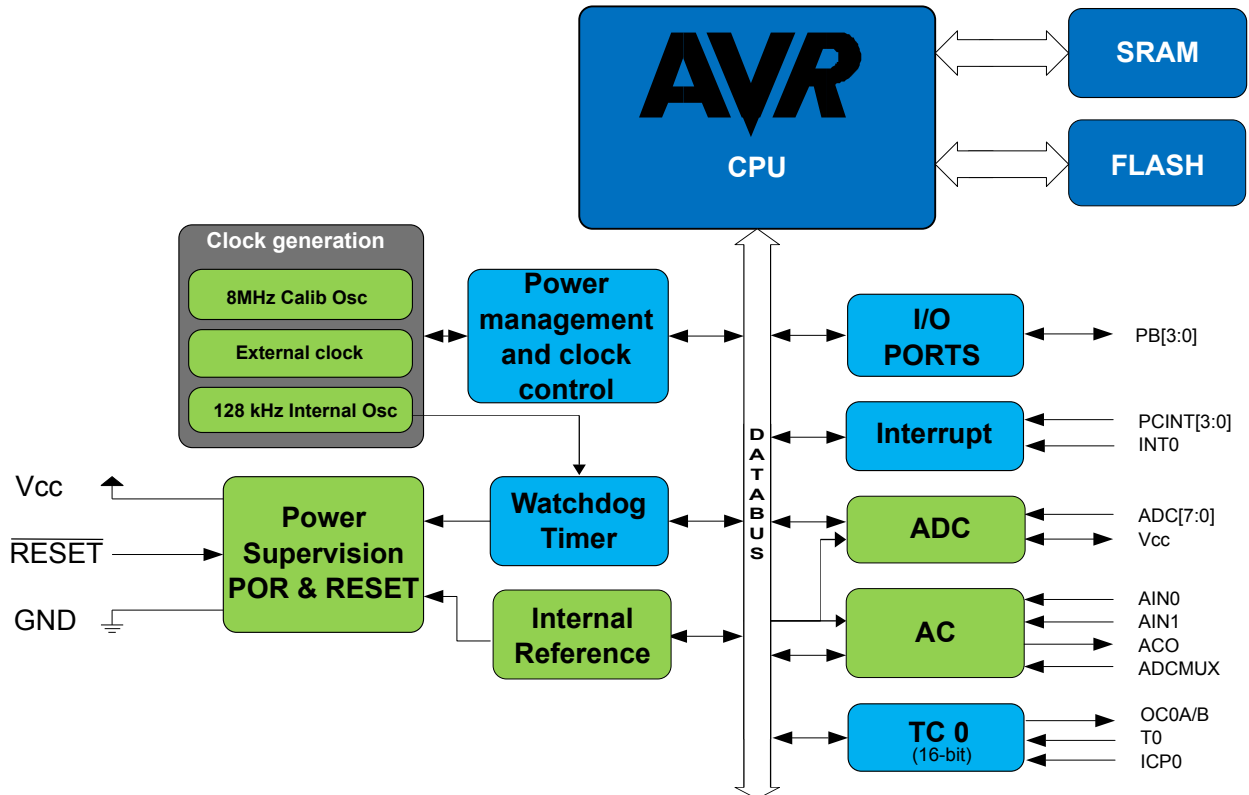 AVR
CPU
SRAM
FLASH
Clock generation
8MHz Calib Osc
External clock
128 kHz Internal Osc
Power
management
and clock
control
I/O
PORTS
PB[3:0]
Interrupt
PCINT[3:0]
INT0
DATABUS
Vcc
RESET
GND
Power
Supervision
POR & RESET
Watchdog
Timer
Internal
Reference
ADC
ADC[7:0]
Vcc
AC
AIN0
AIN1
ACO
ADCMUX
TC 0
(16-bit)
OC0A/B
T0
ICP0